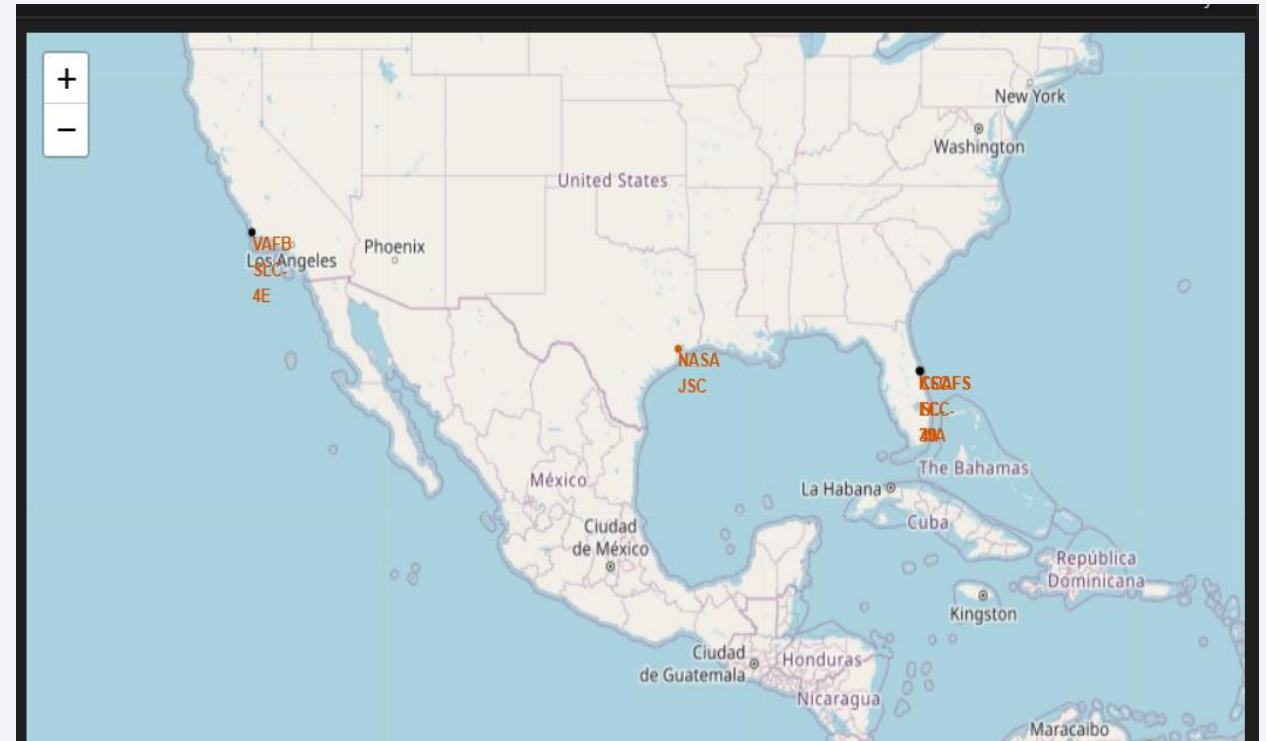 +
−
New York
Washington
United States
Phoenix
VAFB
Los Angeles
SLC-
4E
NASA
JSC
The Bahamas
La Habana
México
Cuba
Ciudad
de México
República
Dominicana
Kingston
Ciudad
de Guatemala
Honduras
Nicaragua
Maracaibo